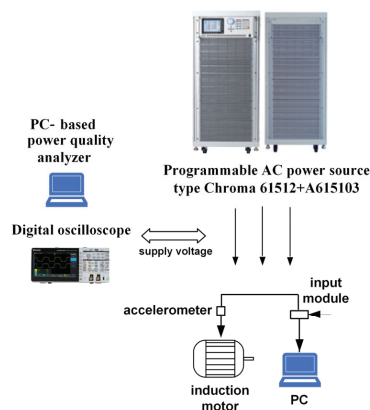 PC- based
power quality
analyzer
Programmable AC power source
type Chroma 61512+A615103
Digital oscilloscope
supply voltage
input
module
accelerometer
induction
motor
PC